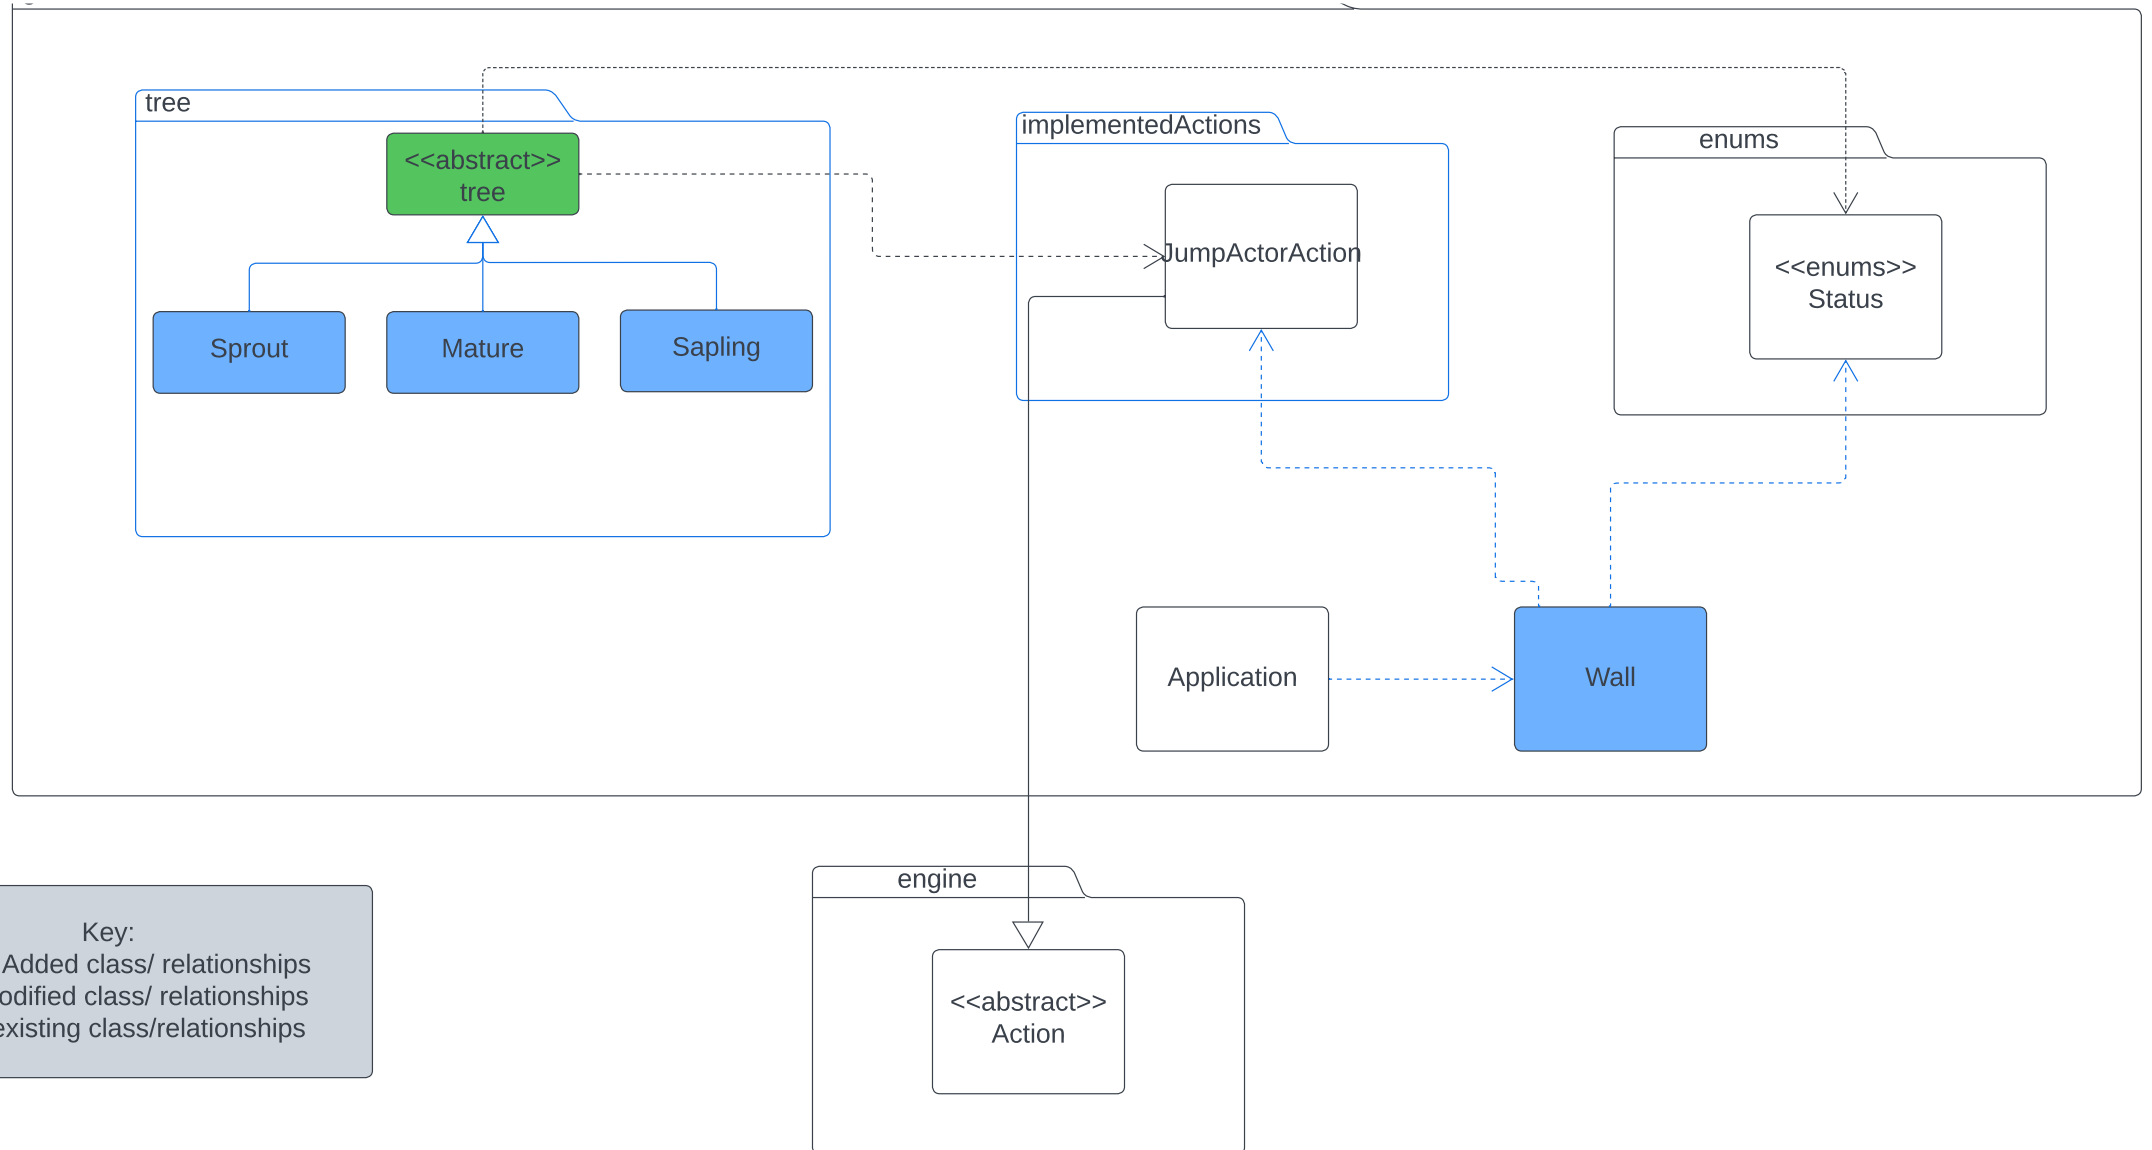 tree
<<abstract>>
tree
Sprout
Mature
Sapling
implementedActions
JumpActorAction
enums
<<enums>>
Status
Application
Wall
engine
<<abstract>>
Action
Key:
Added class/ relationships
odified class/ relationships
existing class/relationships